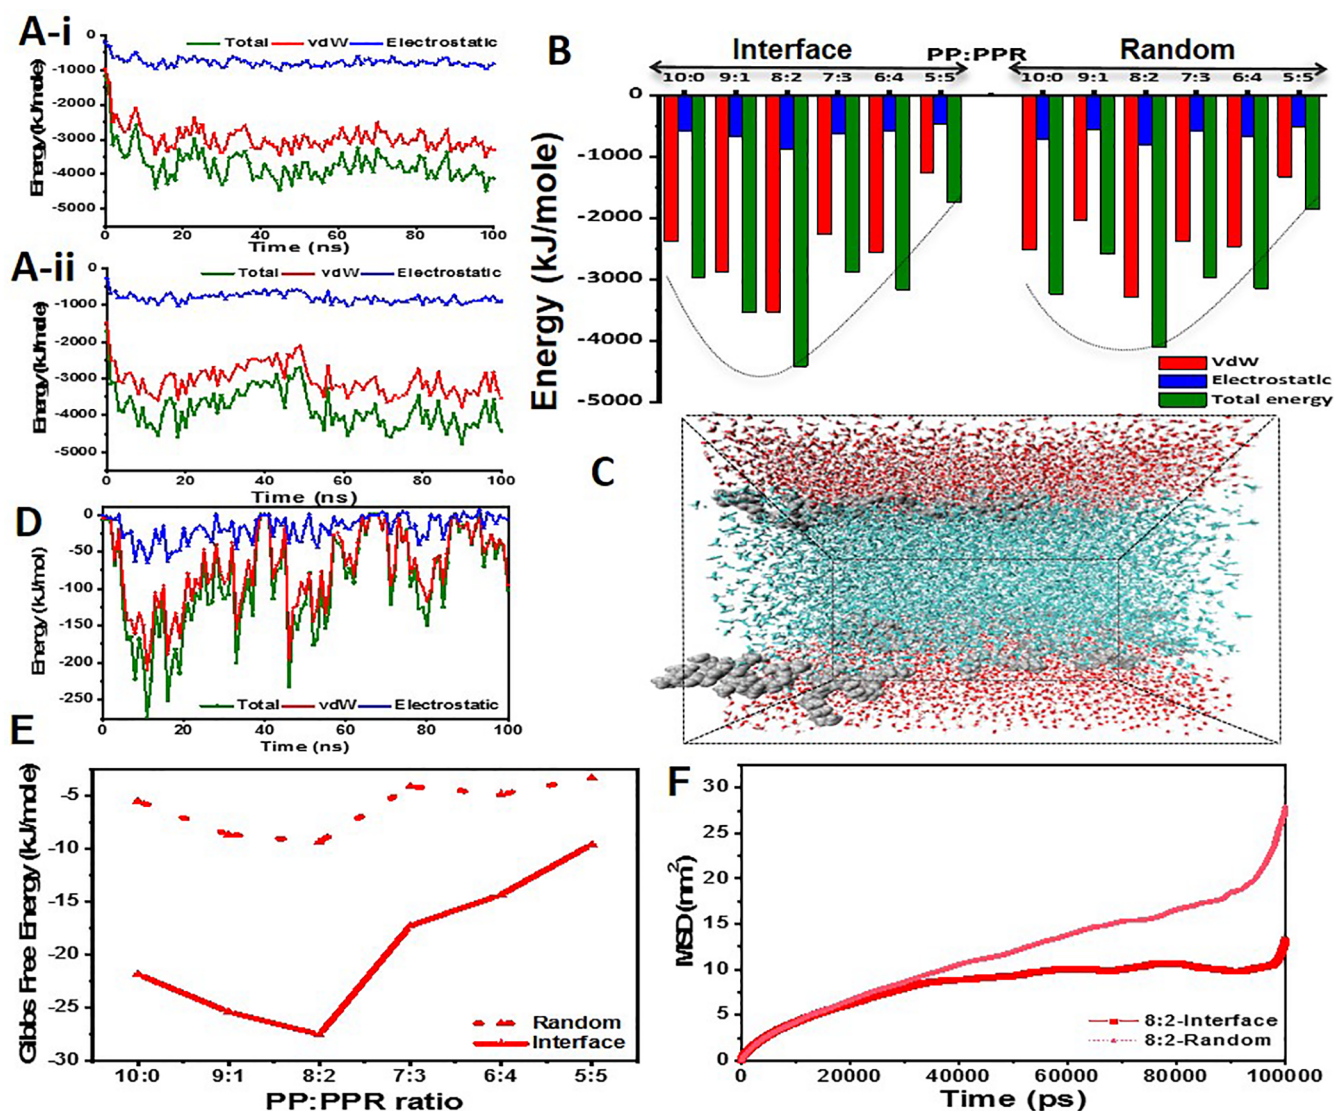 A-i
Total vdW Electrostatic
0
-1000
-2000
-3000
-4000
-5000
Energy (kJ/mole)
0 20 40 60 80 100
Time (ns)
A-ii
Total vdW Electrostatic
0
-1000
-2000
-3000
-4000
-5000
Energy (kJ/mole)
0 20 40 60 80 100
Time (ns)
B
Interface PP:PPR Random
10:0 9:1 8:2 7:3 6:4 5:5 10:0 9:1 8:2 7:3 6:4 5:5
0
-1000
-2000
-3000
-4000
-5000
Energy (kJ/mole)
VdW
Electrostatic
Total energy
C
D
0
-50
-100
-150
-200
-250
Energy (kJ/mol)
Total vdW Electrostatic
0 20 40 60 80 100
Time (ns)
E
-5
-10
-15
-20
-25
-30
Gibbs Free Energy (kJ/mole)
Random
Interface
10:0 9:1 8:2 7:3 6:4 5:5
PP:PPR ratio
F
30
25
20
15
10
5
0
MSD (nm2)
8:2-Interface
8:2-Random
0 20000 40000 60000 80000 100000
Time (ps)